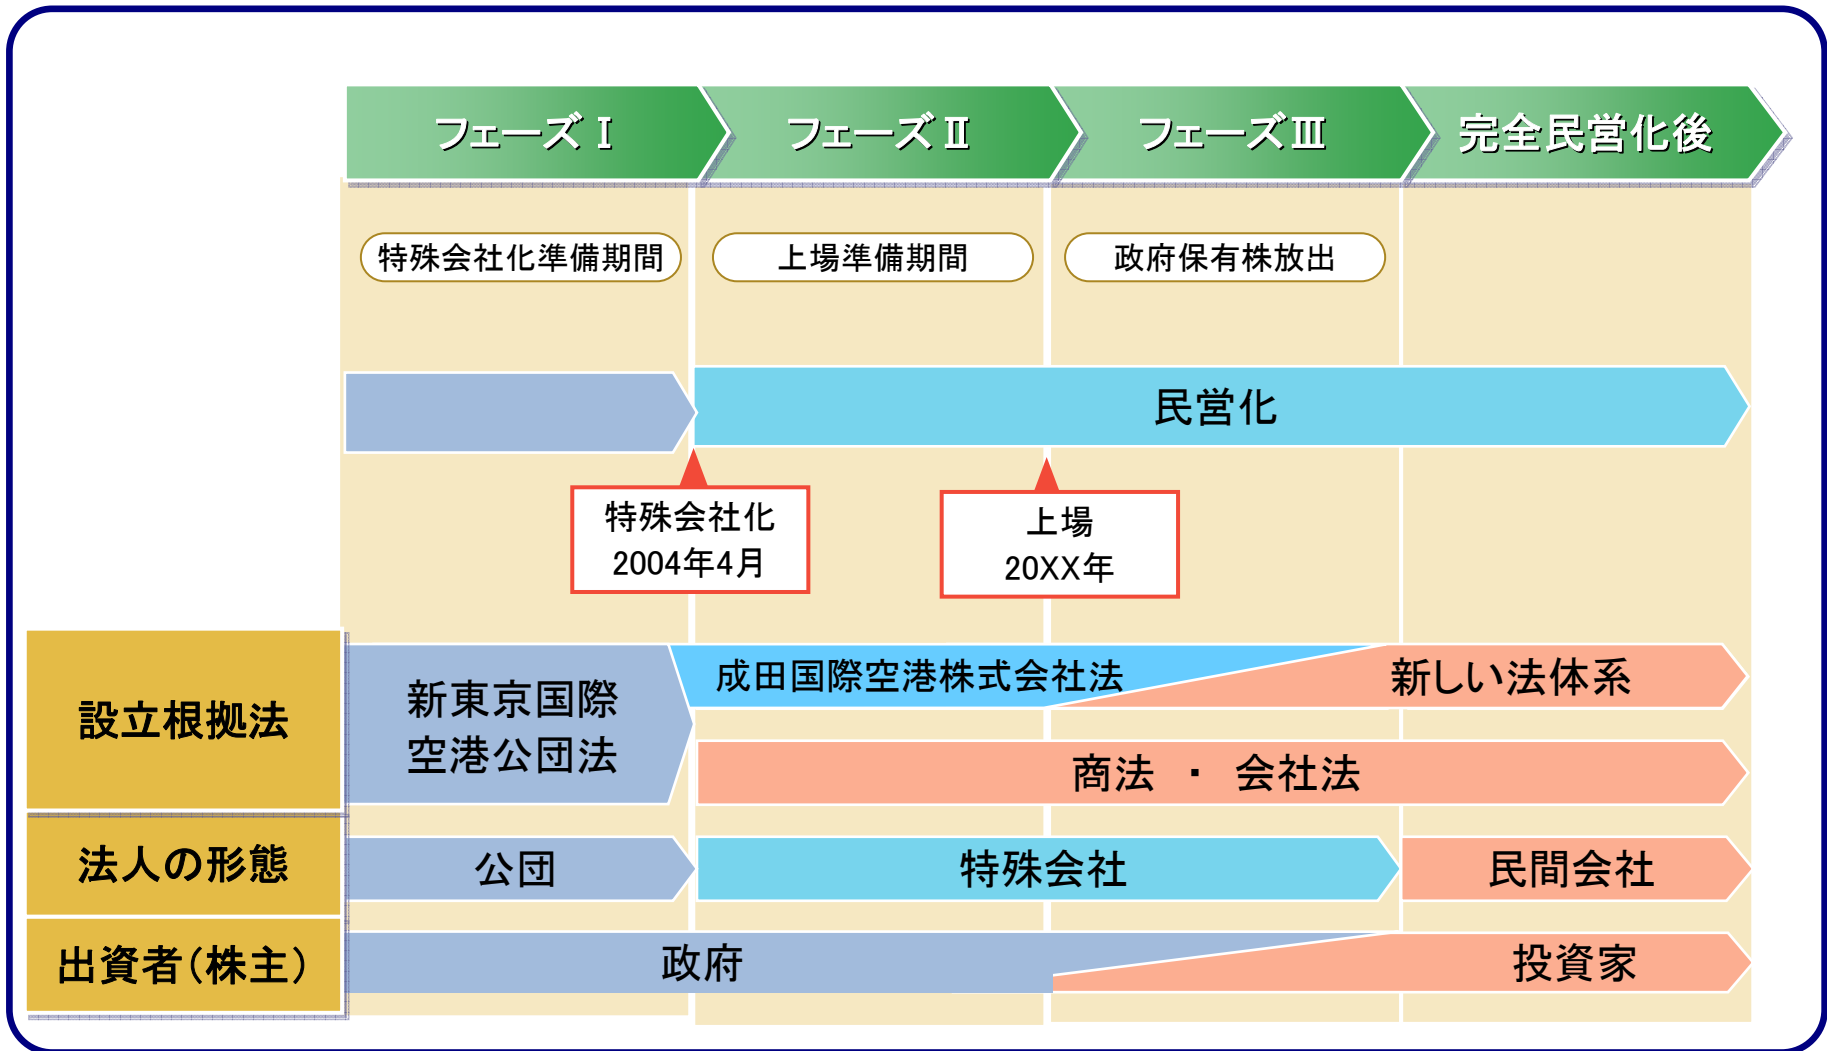 フェーズ Ⅰ
フェーズ Ⅱ
フェーズⅢ
完全民営化後
特殊会社化準備期間
上場準備期間
政府保有株放出
民営化
特殊会社化
2004年4月
上場
20XX年
設立根拠法
新東京国際
空港公団法
成田国際空港株式会社法
新しい法体系
商法 ・ 会社法
法人の形態
公団
特殊会社
民間会社
出資者(株主)
政府
投資家